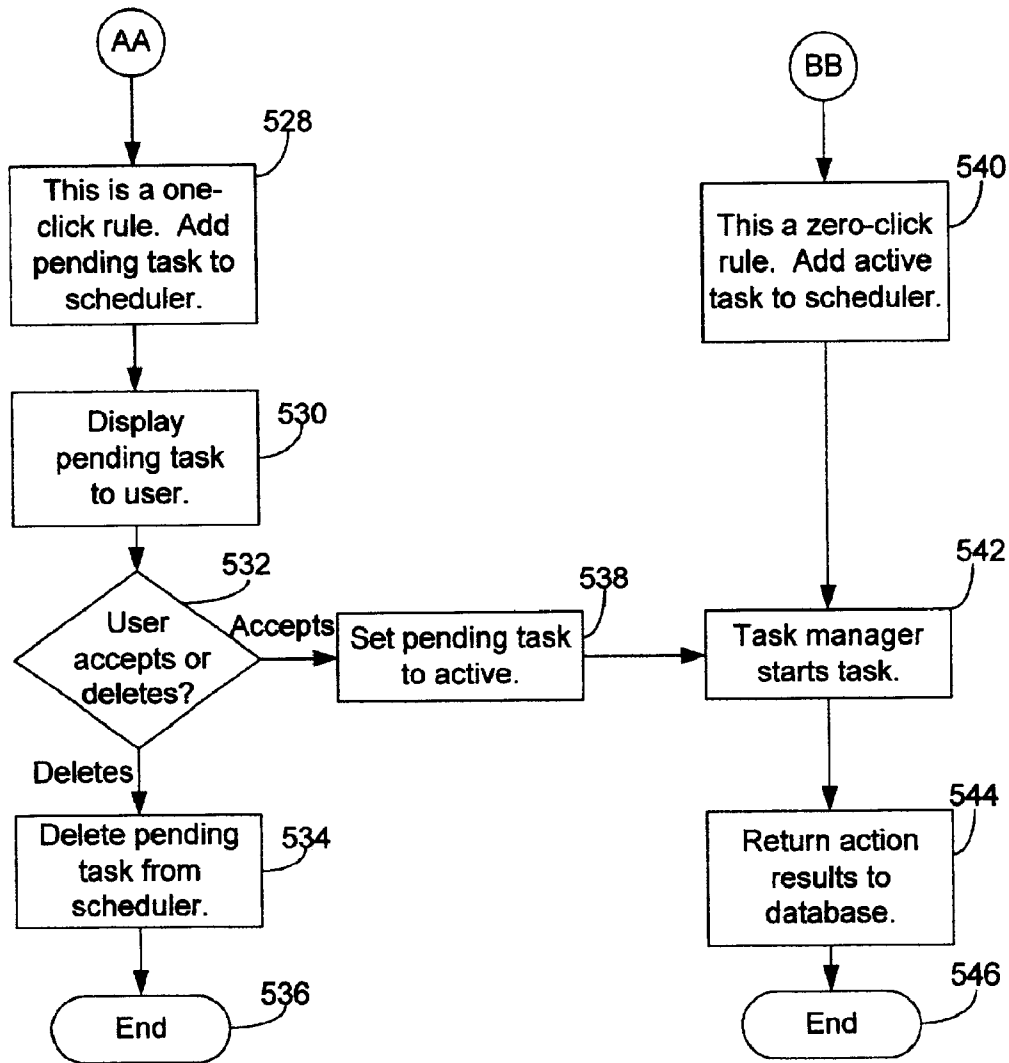 AA
528
This is a one-
click rule. Add
pending task to
scheduler.
530
Display
pending task
to user.
532
User
accepts or
deletes?
Accepts
538
Set pending task
to active.
Deletes
534
Delete pending
task from
scheduler.
536
End
BB
540
This a zero-click
rule. Add active
task to scheduler.
542
Task manager
starts task.
544
Return action
results to
database.
546
End